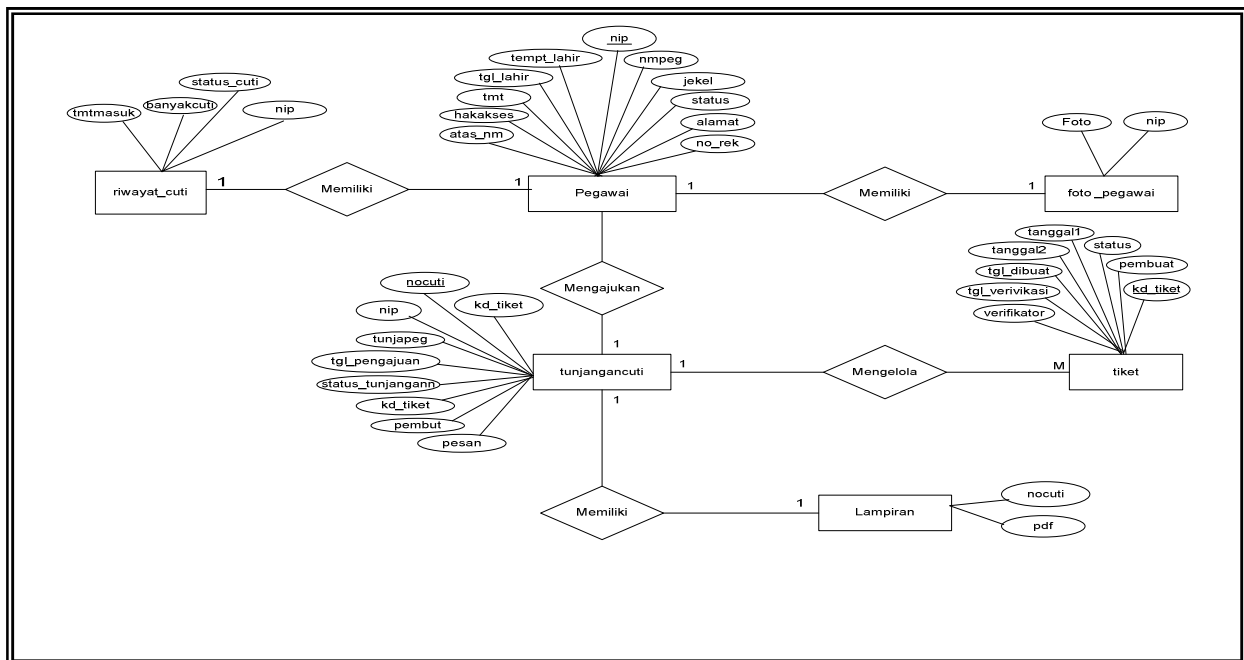 nip
tempt_lahir
nmpeg
tgl_lahir
jekel
status_cuti
tmt
status
banyakcuti
nip
tmtmasuk
hakakses
alamat
Foto
nip
atas_nm
no_rek
riwayat_cuti
1
Memiliki
1
Pegawai
1
Memiliki
1
foto_pegawai
tanggal1
status
tanggal2
pembuat
tgl_dibuat
kd_tiket
tgl_verivikasi
verifikator
Mengajukan
nocuti
kd_tiket
nip
tunjapeg
tgl_pengajuan
status_tunjangann
kd_tiket
pembut
pesan
1
tunjangancuti
1
Mengelola
M
tiket
1
Memiliki
1
Lampiran
nocuti
pdf